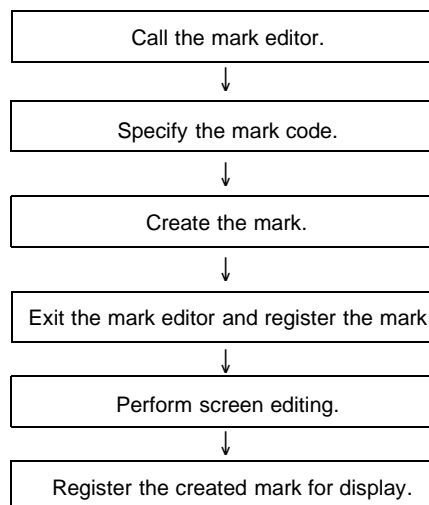 Call the mark editor.
Specify the mark code.
Create the mark.
Exit the mark editor and register the mark
Perform screen editing.
Register the created mark for display.